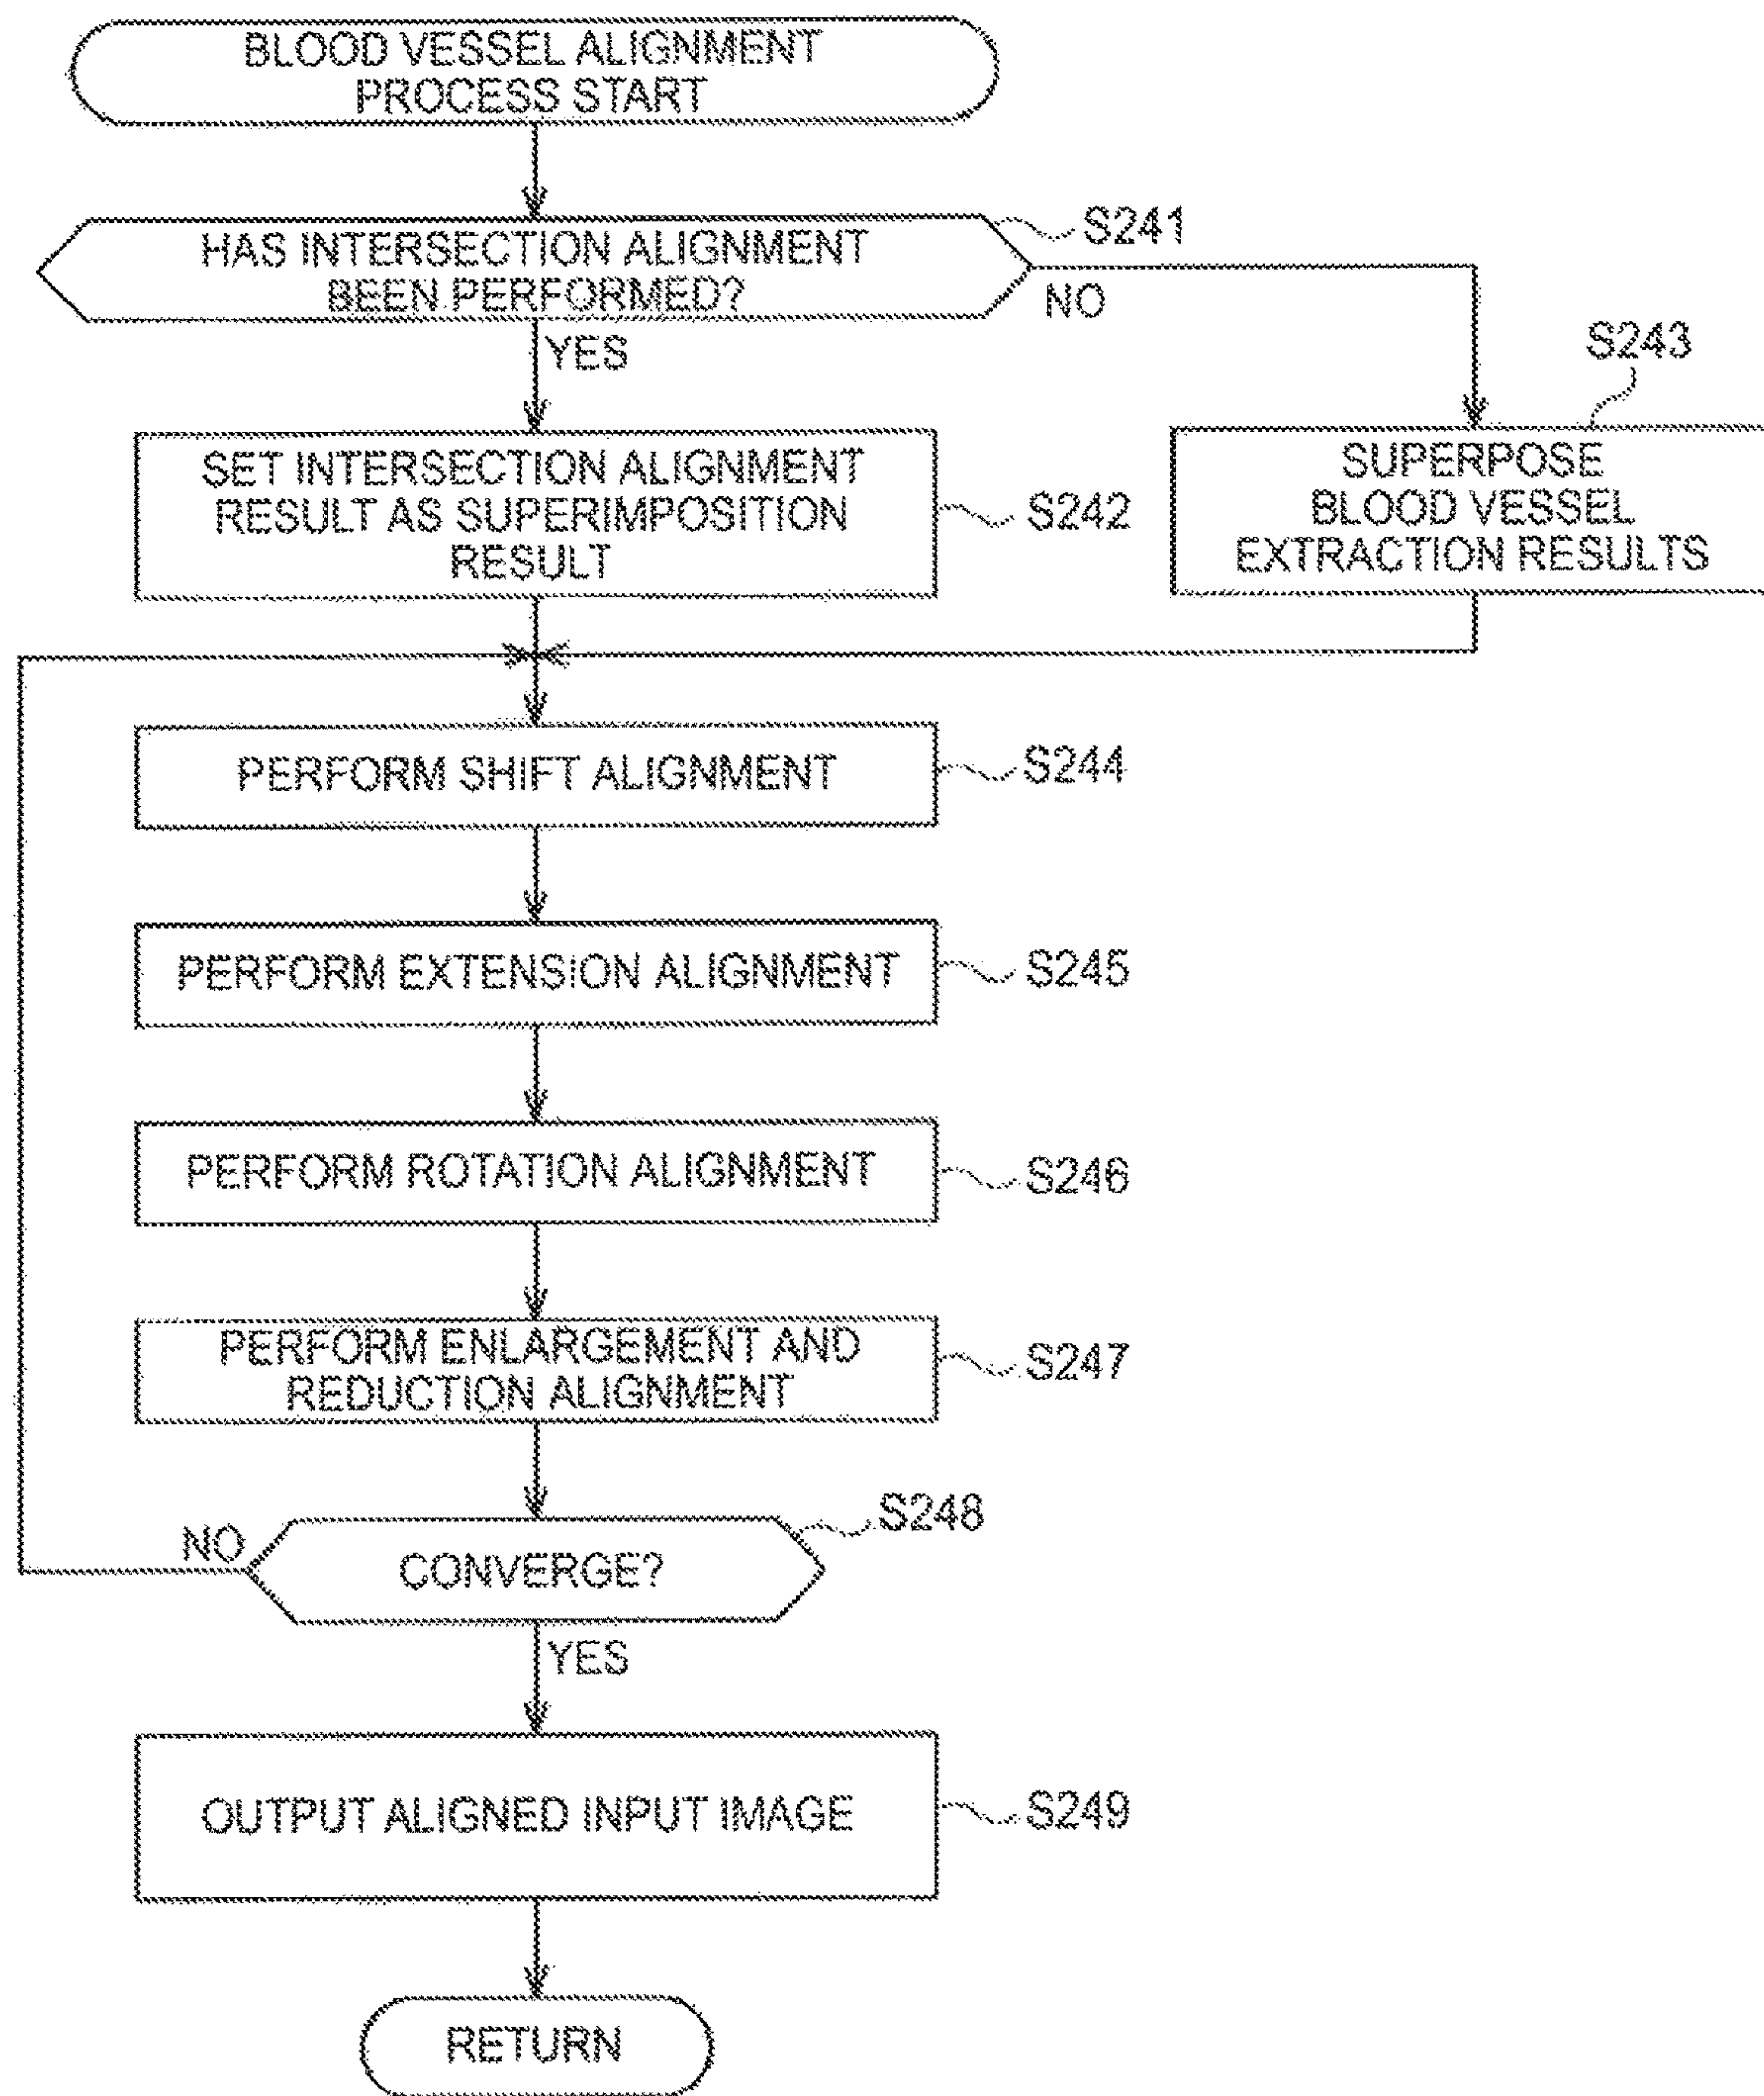 BLOOD VESSEL ALIGNMENT
PROCESS START
S241
HAS INTERSECTION ALIGNMENT
BEEN PERFORMED?
NO
YES
S243
SET INTERSECTION ALIGNMENT
RESULT AS SUPERIMPOSITION
RESULT
S242
SUPERPOSE
BLOOD VESSEL
EXTRACTION RESULTS
PERFORM SHIFT ALIGNMENT
S244
PERFORM EXTENSION ALIGNMENT
S245
PERFORM ROTATION ALIGNMENT
S246
PERFORM ENLARGEMENT AND
REDUCTION ALIGNMENT
S247
S248
NO
CONVERGE?
YES
OUTPUT ALIGNED INPUT IMAGE
S249
RETURN